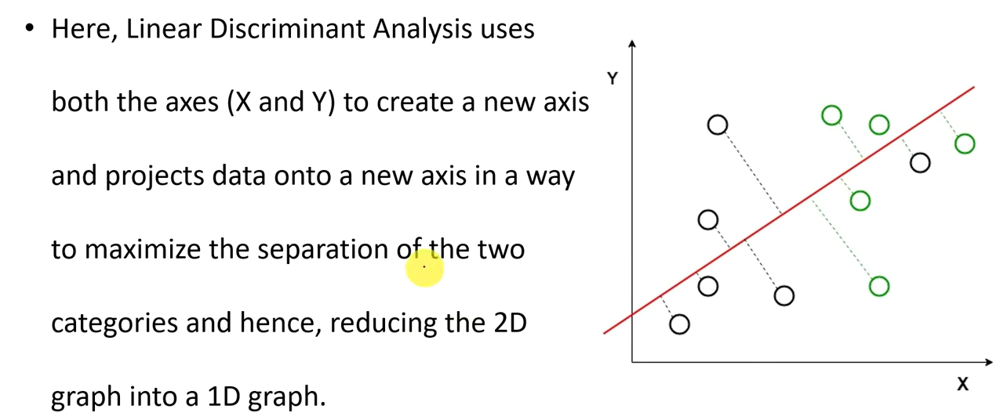 • Here, Linear Discriminant Analysis uses
both the axes (X and Y) to create a new axis
and projects data onto a new axis in a way
to maximize the separation of the two
categories and hence, reducing the 2D
graph into a 1D graph.
Y
X